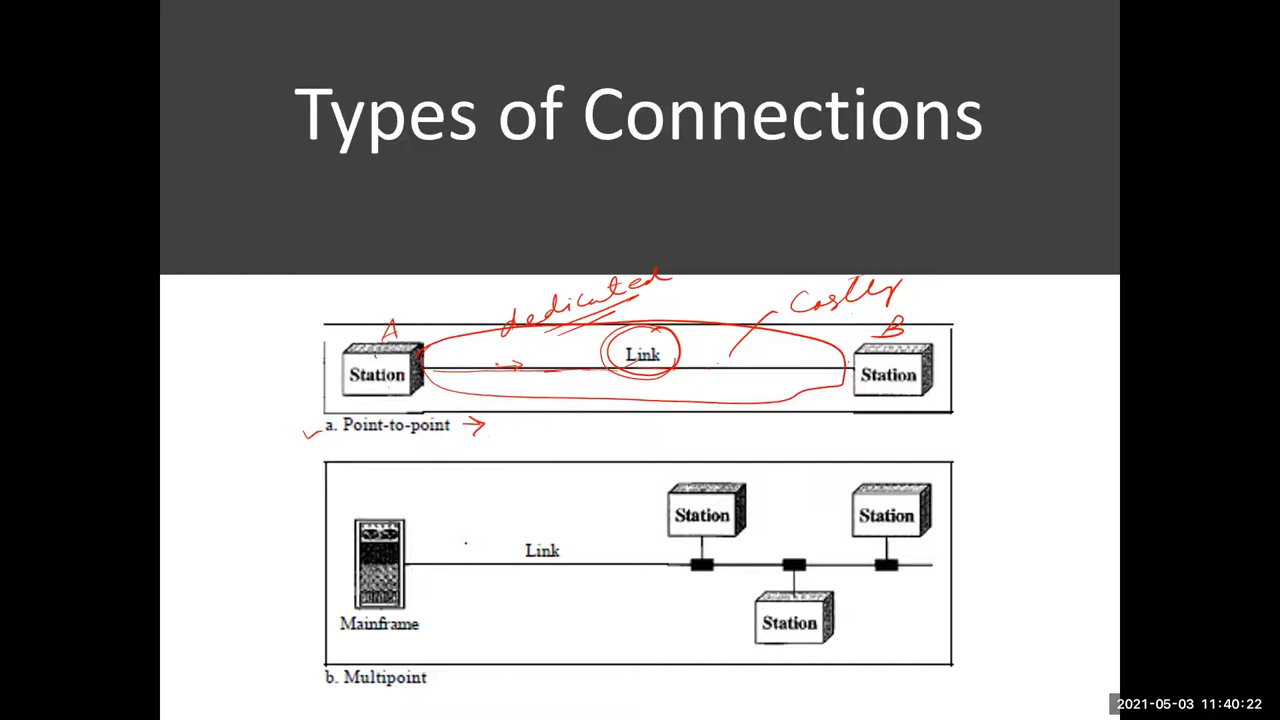 Types of Connections
dedicated
Costly
A
B
Link
Station
Station
a. Point-to-point
Station
Station
Link
Mainframe
Station
b. Multipoint
2021-05-03 11:40:22